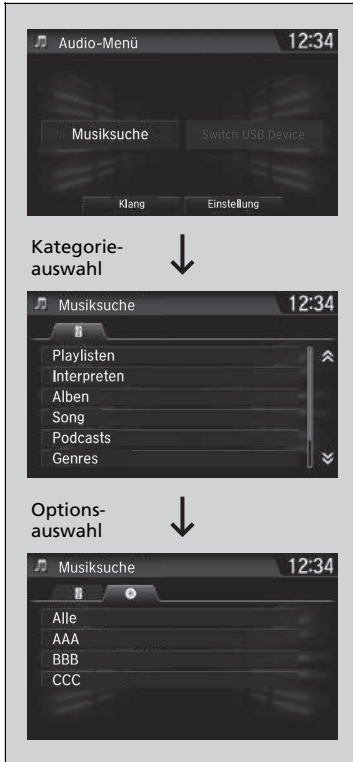 Audio-Menü 12:34
Musiksuche Switch USB Device
Klang Einstellung
Kategorie-
auswahl
Musiksuche 12:34
Playlisten
Interpreten
Alben
Song
Podcasts
Genres
Options-
auswahl
Musiksuche 12:34
Alle
AAA
BBB
CCC